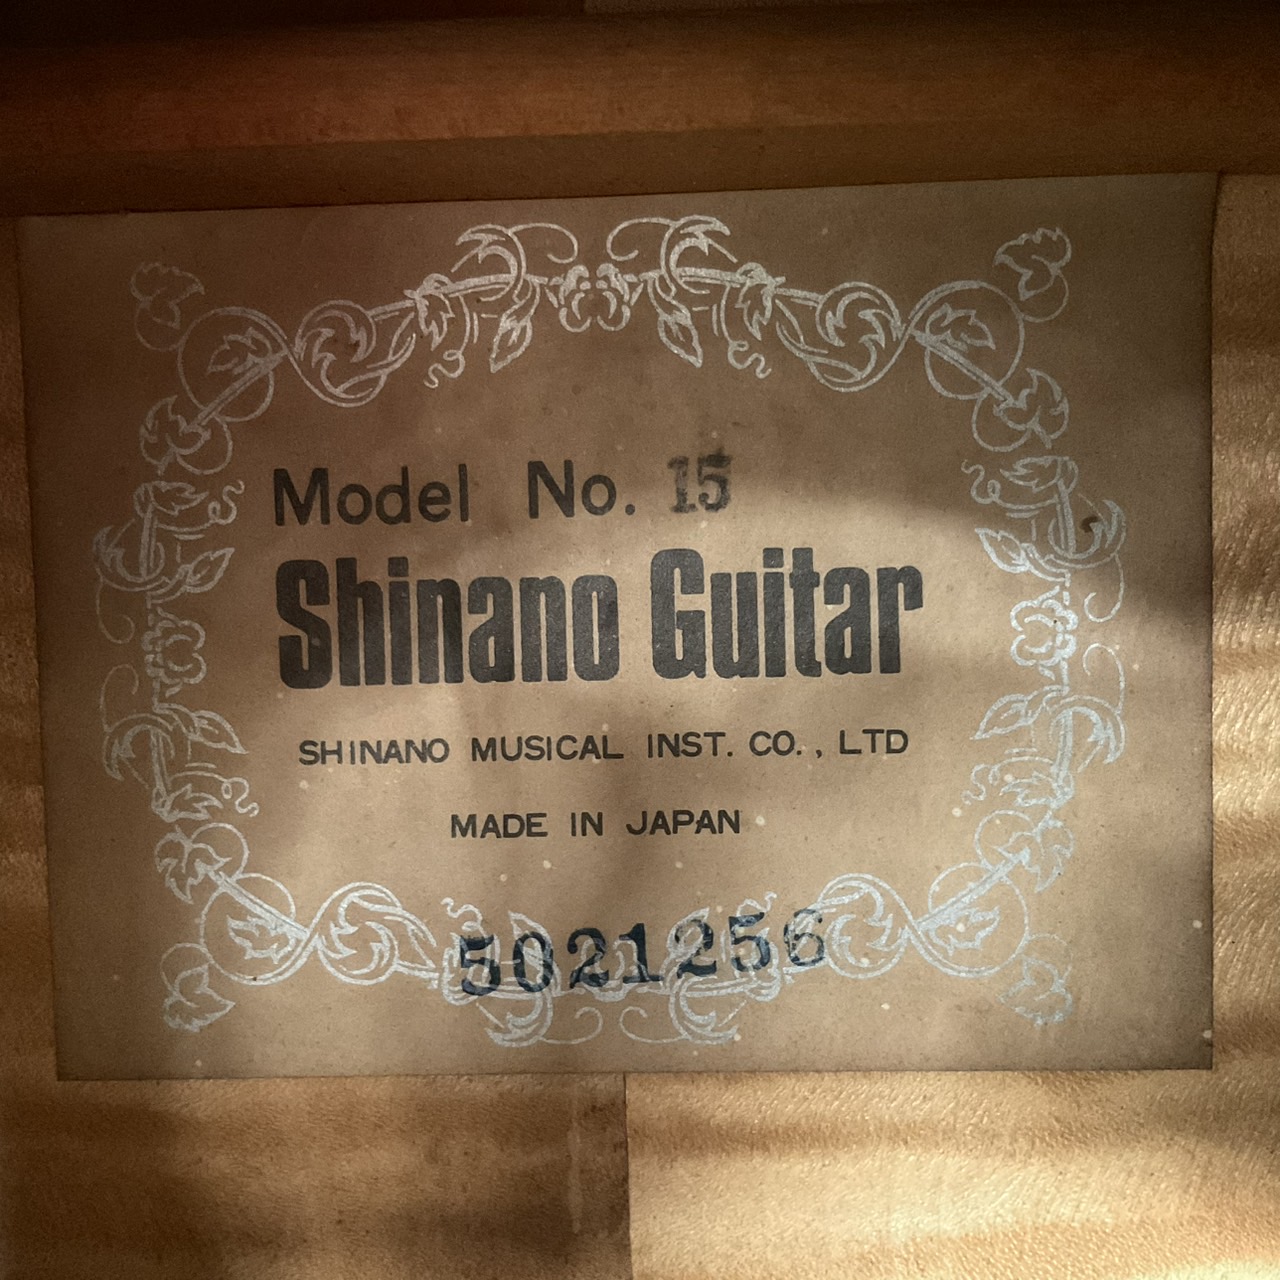 Model No. 15
Shinano Guitar
SHINANO MUSICAL INST. CO., LTD
MADE IN JAPAN
5021256